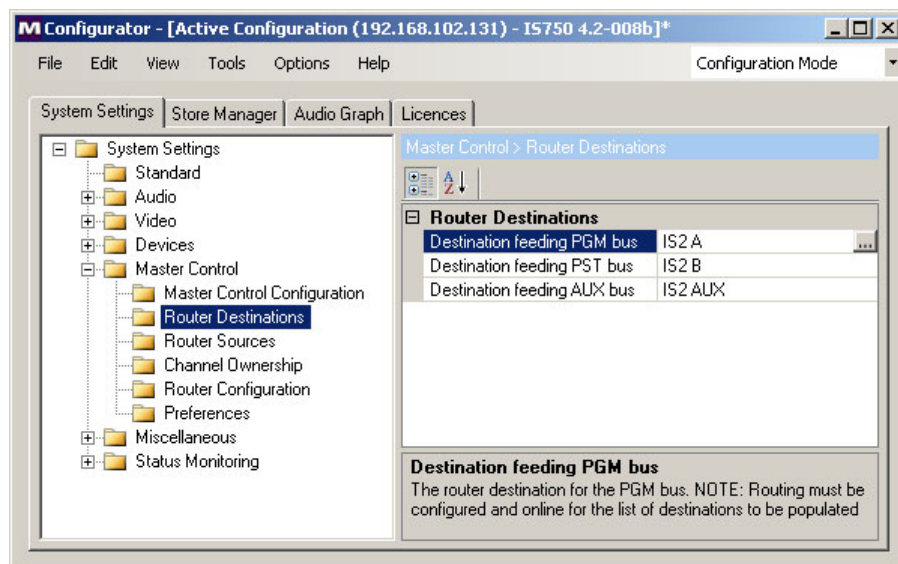 M Configurator - [Active Configuration (192.168.102.131) - IS750 4.2-008b]*
File Edit View Tools Options Help Configuration Mode
System Settings Store Manager Audio Graph Licences
System Settings
Standard
Audio
Video
Devices
Master Control
Master Control Configuration
Router Destinations
Router Sources
Channel Ownership
Router Configuration
Preferences
Miscellaneous
Status Monitoring
Master Control > Router Destinations
A
Z
Router Destinations
Destination feeding PGM bus IS2 A ...
Destination feeding PST bus IS2 B
Destination feeding AUX bus IS2 AUX
Destination feeding PGM bus
The router destination for the PGM bus. NOTE: Routing must be
configured and online for the list of destinations to be populated